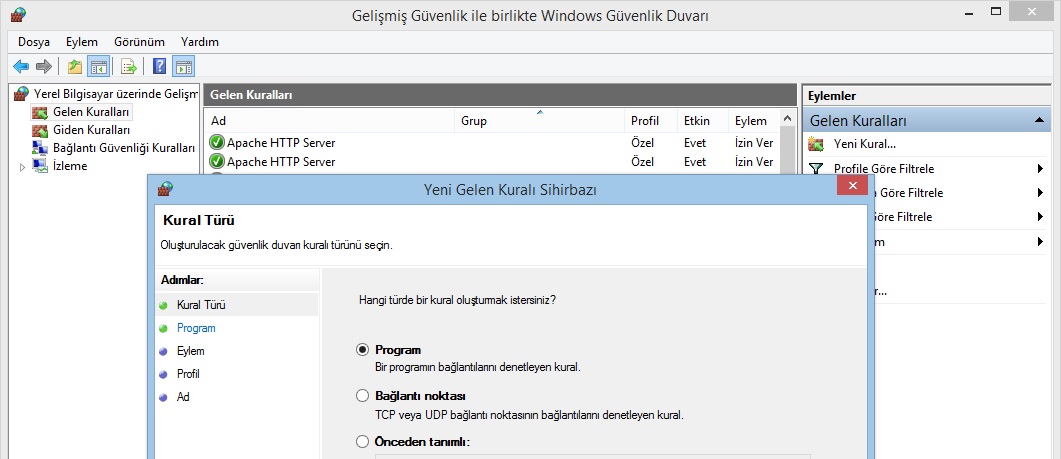 Gelişmiş Güvenlik ile birlikte Windows Güvenlik Duvarı
Dosya Eylem Görünüm Yardım
Yerel Bilgisayar üzerinde Gelişm
Gelen Kuralları
Giden Kuralları
Bağlantı Güvenliği Kuralları
İzleme
Gelen Kuralları
Ad Grup Profil Etkin Eylem
Apache HTTP Server Özel Evet İzin Ver
Apache HTTP Server Özel Evet İzin Ver
Eylemler
Gelen Kuralları
Yeni Kural...
Profile Göre Filtrele
Göre Filtrele
Göre Filtrele
Yeni Gelen Kuralı Sihirbazı
Kural Türü
Oluşturulacak güvenlik duvarı kuralı türünü seçin.
Adımlar:
Kural Türü
Program
Eylem
Profil
Ad
Hangi türde bir kural oluşturmak istersiniz?
Program
Bir programın bağlantılarını denetleyen kural.
Bağlantı noktası
TCP veya UDP bağlantı noktasının bağlantılarını denetleyen kural.
Önceden tanımlı: